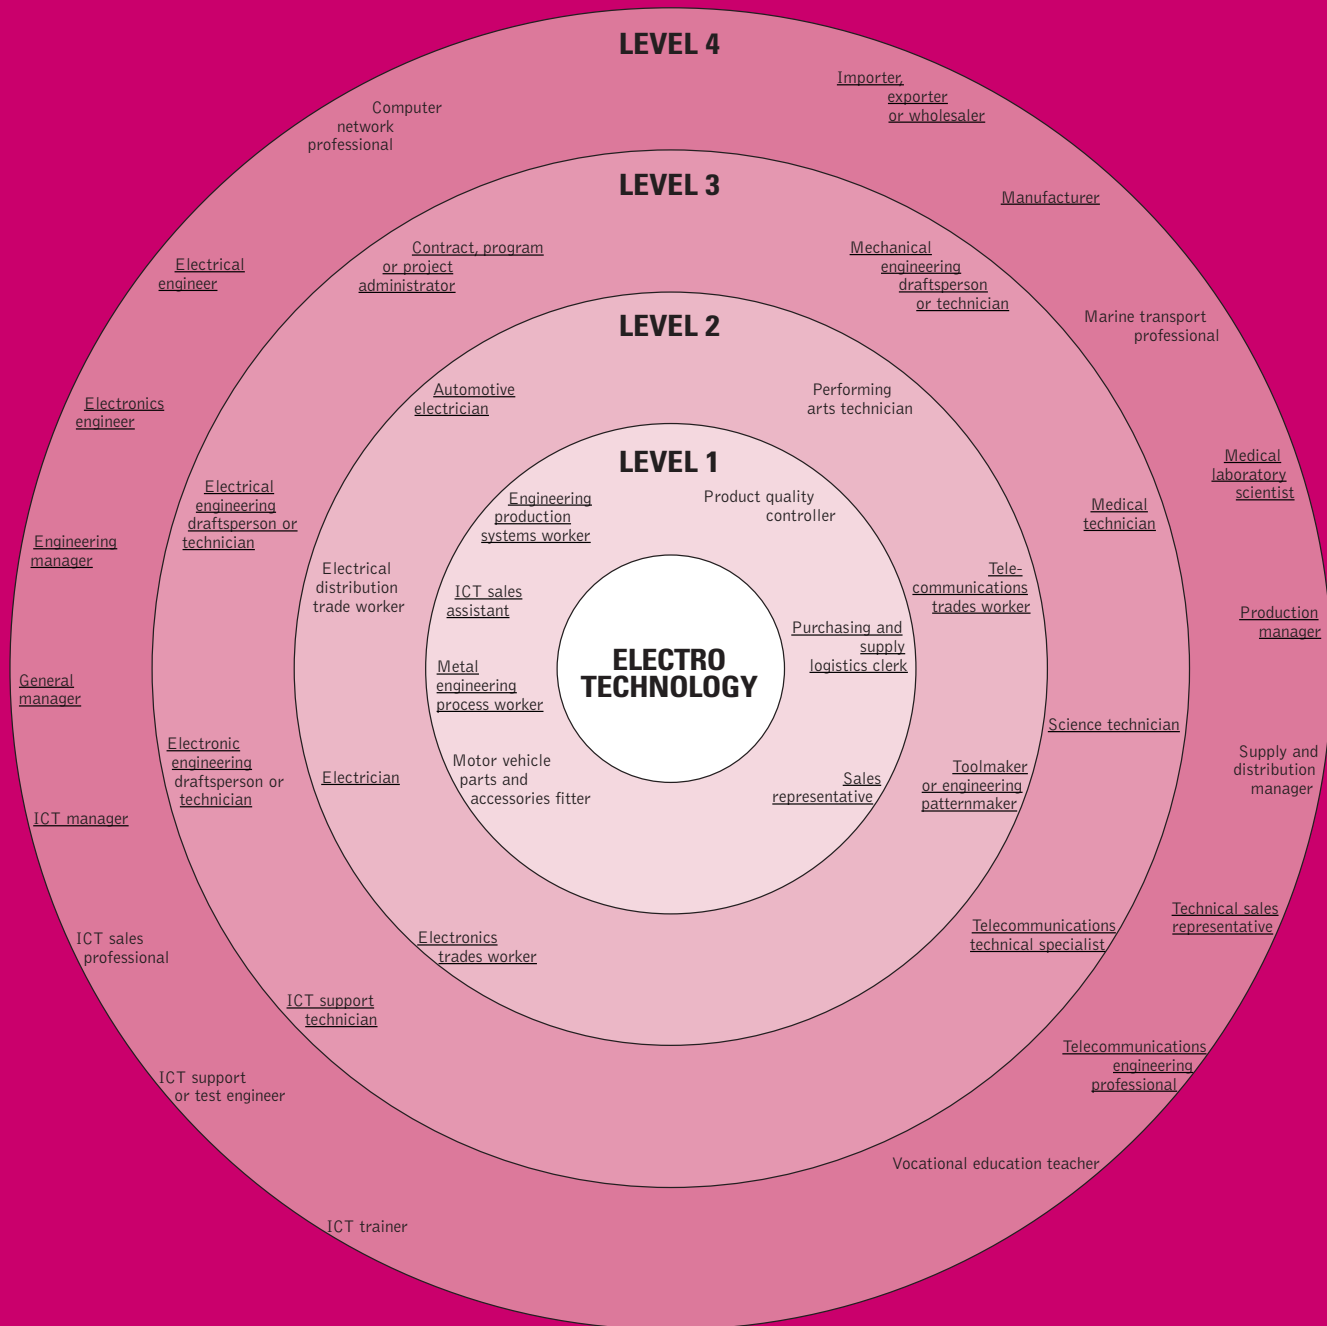 LEVEL 4
Computer
network
professional
Electrical
engineer
Electronics
engineer
Engineering
manager
General
manager
ICT manager
ICT sales
professional
ICT support
or test engineer
ICT trainer
Importer,
exporter
or wholesaler
Manufacturer
Marine transport
professional
Medical
laboratory
scientist
Production
manager
Supply and
distribution
manager
Technical sales
representative
Telecommunications
engineering
professional
Vocational education teacher
LEVEL 3
Contract, program
or project
administrator
Electrical
engineering
draftsperson or
technician
Electronic
engineering
draftsperson or
technician
ICT support
technician
Mechanical
engineering
draftsperson
or technician
Medical
technician
Science technician
Telecommunications
technical specialist
LEVEL 2
Automotive
electrician
Electrical
distribution
trade worker
Electrician
Electronics
trades worker
Performing
arts technician
Tele-
communications
trades worker
Toolmaker
or engineering
patternmaker
LEVEL 1
Engineering
production
systems worker
ICT sales
assistant
Metal
engineering
process worker
Motor vehicle
parts and
accessories fitter
Product quality
controller
Purchasing and
supply
logistics clerk
Sales
representative
ELECTRO
TECHNOLOGY